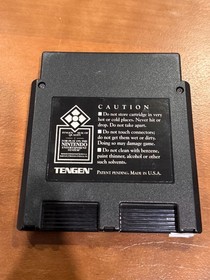 CAUTION
■ Do not store cartridge in very
hot or cold places. Never hit or
drop. Do not take apart.
■ Do not touch connectors;
do not get them wet or dirty.
Doing so may damage game.
■ Do not clean with benzene,
paint thinner, alcohol or other
such solvents.
NINTENDO
TENGEN
PATENT PENDING. MADE IN U.S.A.